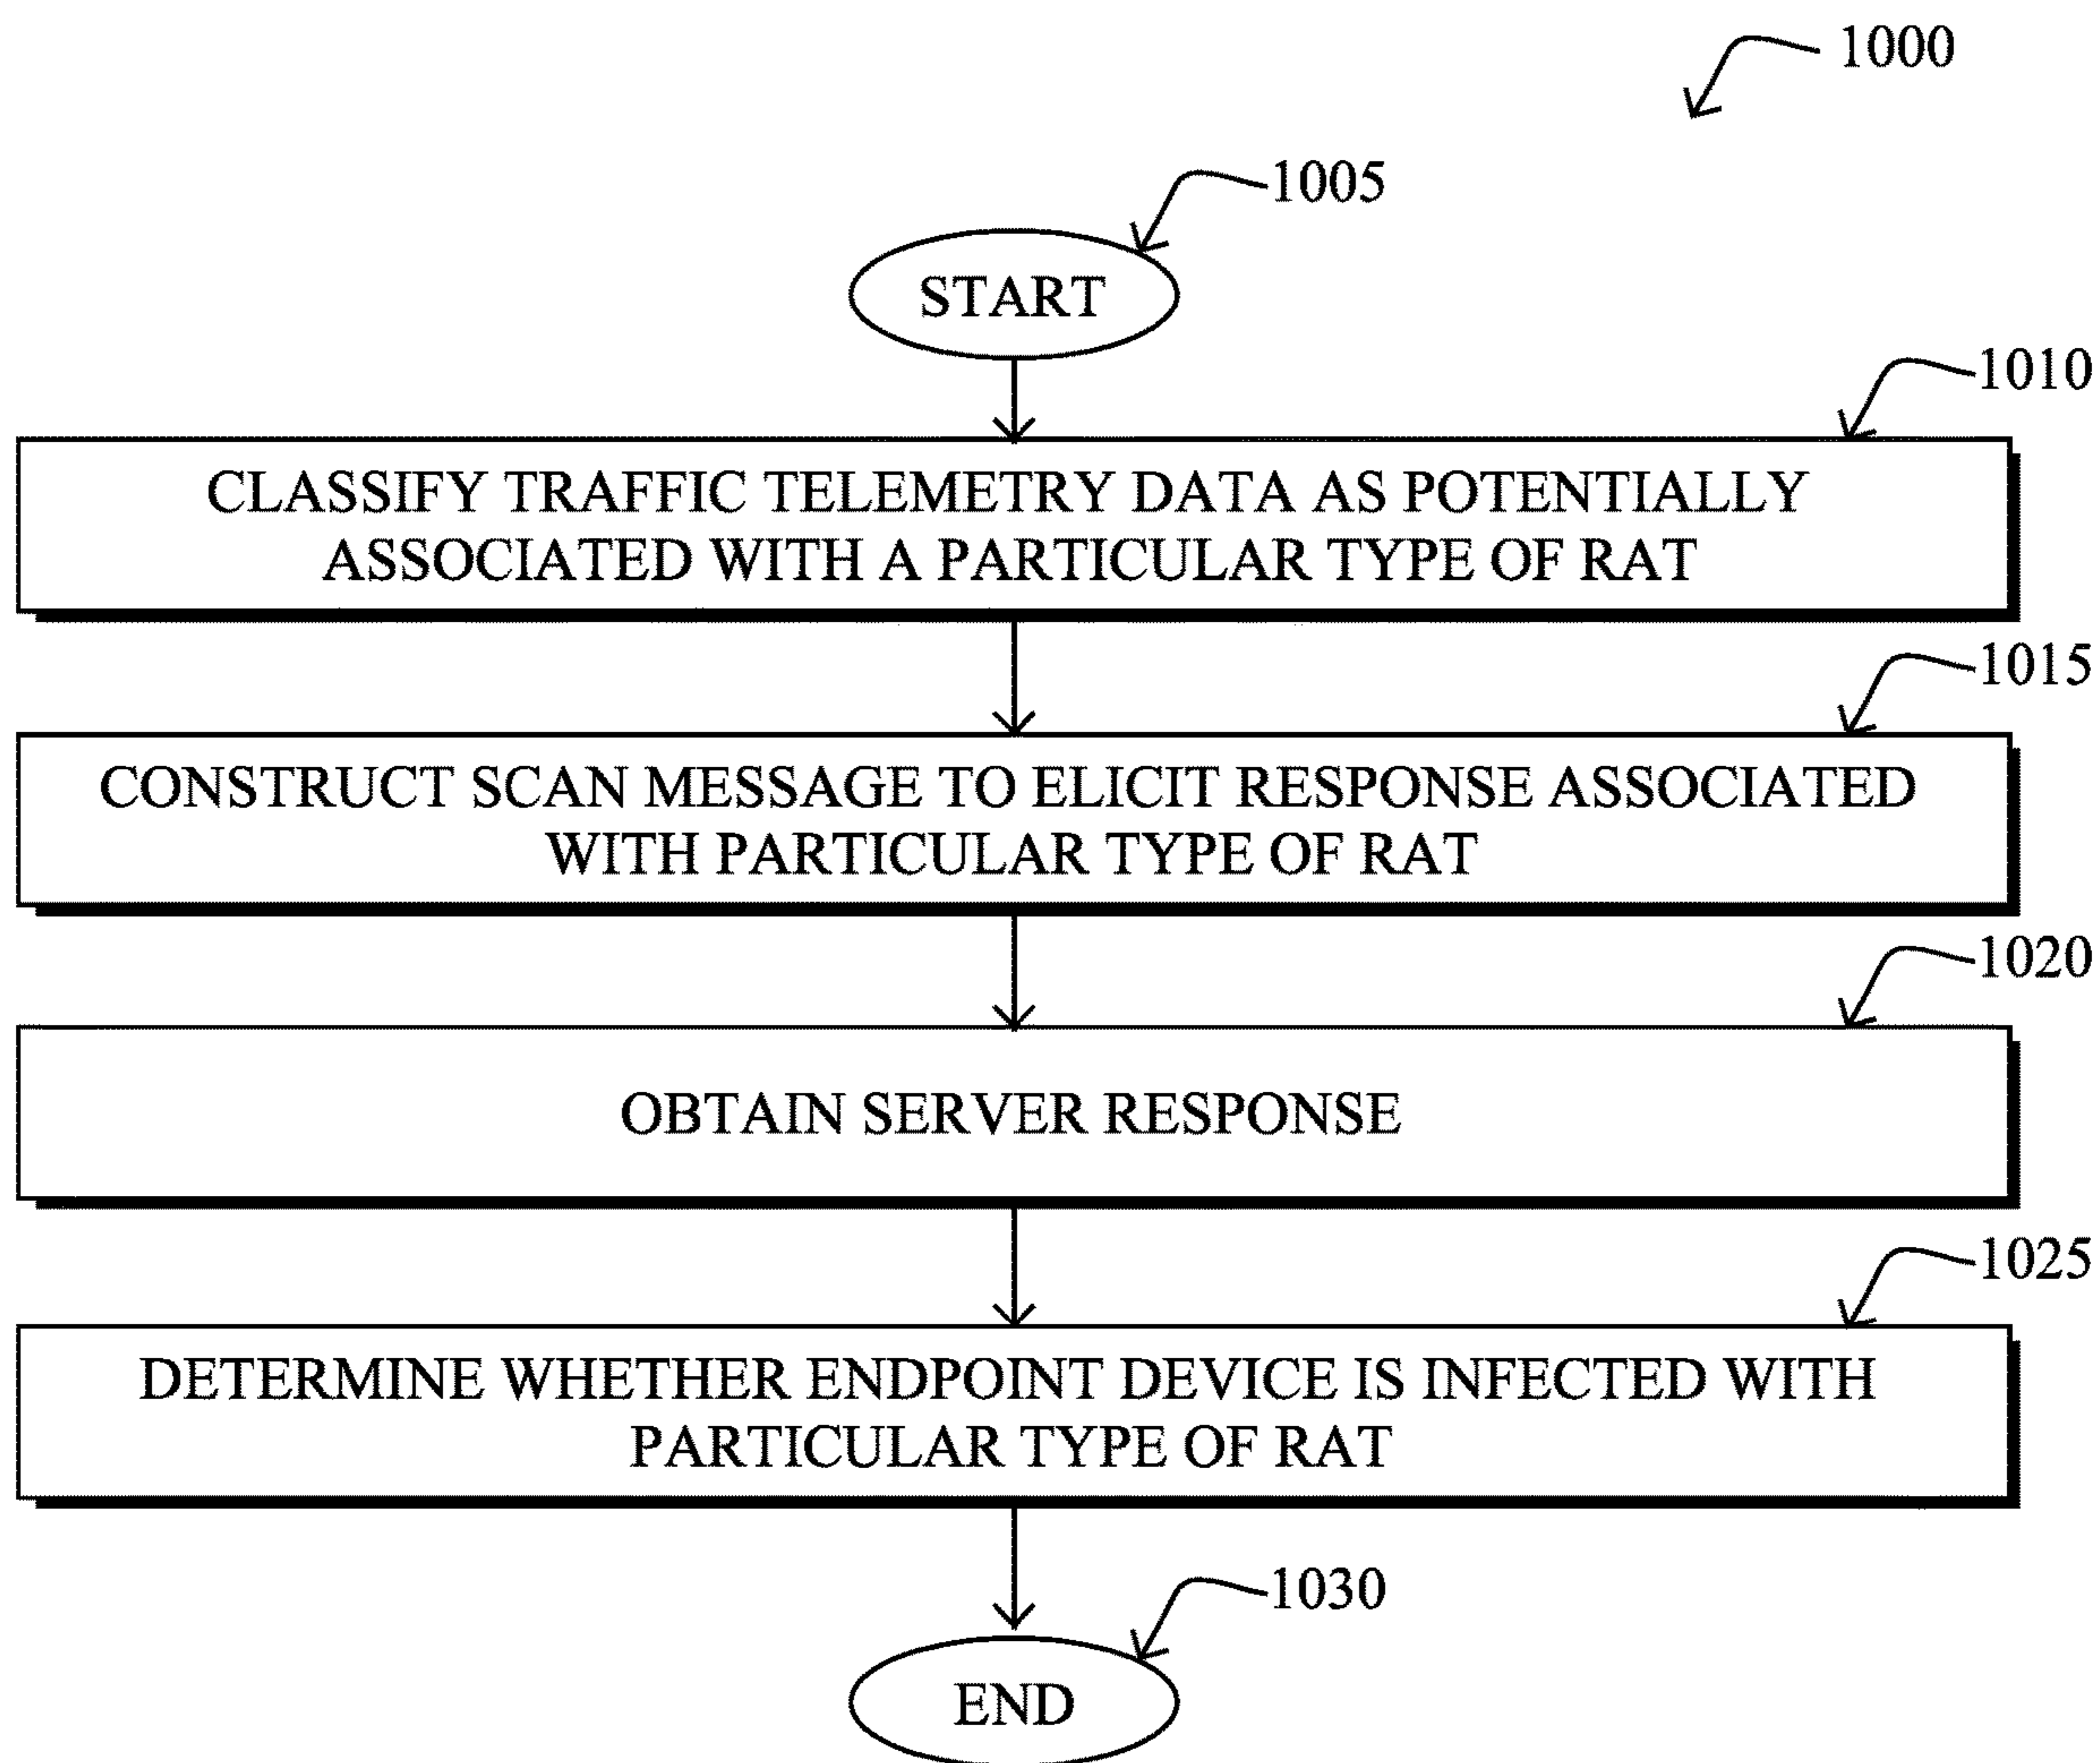 1000
1005
START
1010
CLASSIFY TRAFFIC TELEMETRY DATA AS POTENTIALLY
ASSOCIATED WITH A PARTICULAR TYPE OF RAT
1015
CONSTRUCT SCAN MESSAGE TO ELICIT RESPONSE ASSOCIATED
WITH PARTICULAR TYPE OF RAT
1020
OBTAIN SERVER RESPONSE
1025
DETERMINE WHETHER ENDPOINT DEVICE IS INFECTED WITH
PARTICULAR TYPE OF RAT
1030
END